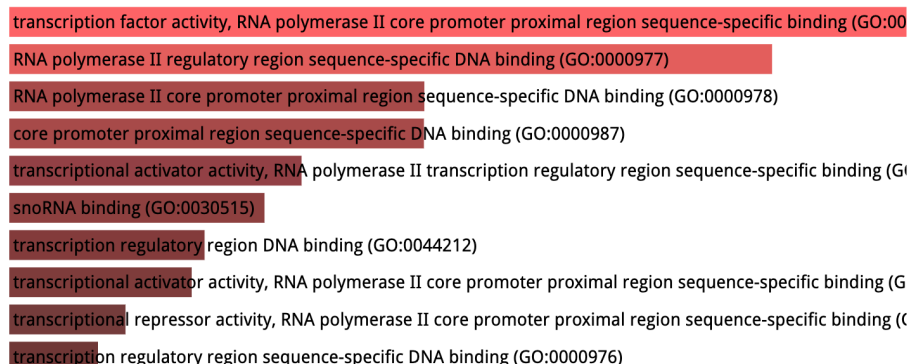 transcription factor activity, RNA polymerase II core promoter proximal region sequence-specific binding (GO:00
RNA polymerase II regulatory region sequence-specific DNA binding (GO:0000977)
RNA polymerase II core promoter proximal region sequence-specific DNA binding (GO:0000978)
core promoter proximal region sequence-specific DNA binding (GO:0000987)
transcriptional activator activity, RNA polymerase II transcription regulatory region sequence-specific binding (G
snoRNA binding (GO:0030515)
transcription regulatory region DNA binding (GO:0044212)
transcriptional activator activity, RNA polymerase II core promoter proximal region sequence-specific binding (G
transcriptional repressor activity, RNA polymerase II core promoter proximal region sequence-specific binding (
transcription regulatory region sequence-specific DNA binding (GO:0000976)